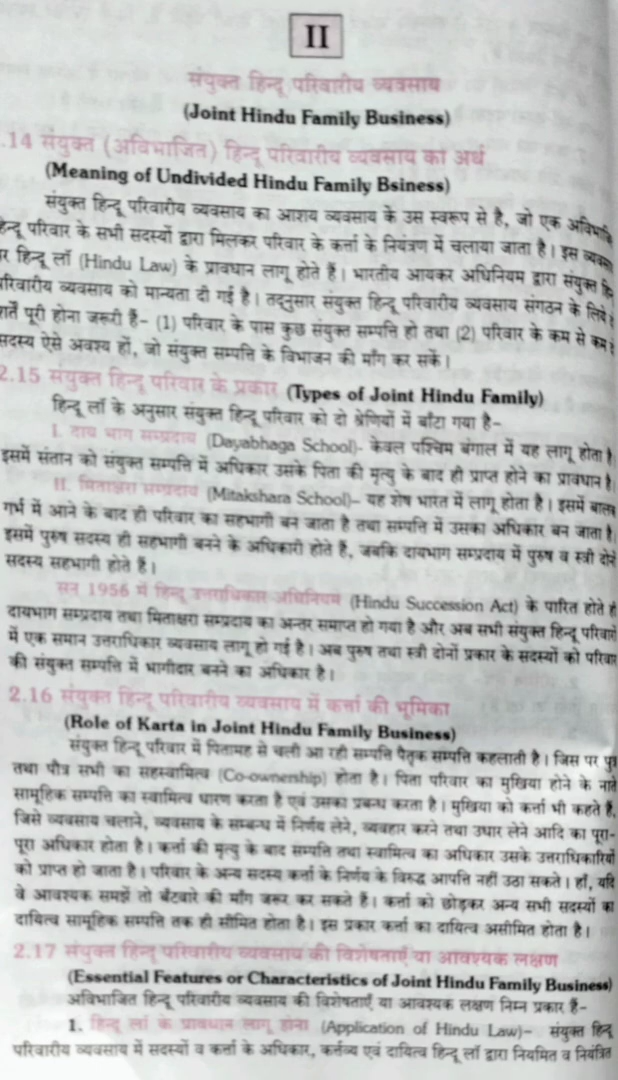 II
संयुक्त हिन्दू परिवारीय व्यवसाय
(Joint Hindu Family Business)
.14 संयुक्त (अविभाजित) हिन्दू परिवारीय व्यवसाय का अर्थ
(Meaning of Undivided Hindu Family Bsiness)
संयुक्त हिन्दू परिवारीय व्यवसाय का आशय व्यवसाय के उस स्वरूप से है, जो एक
हिन्दू परिवार के सभी सदस्यों द्वारा मिलकर परिवार के कर्त्ता के नियंत्रण में चलाया जाता है। इस
र हिन्दू लॉ (Hindu Law) के प्रावधान लागू होते हैं। भारतीय आयकर अधिनियम द्वारा संयुक्त
परिवारीय व्यवसाय को मान्यता दी गई है। तद्नुसार संयुक्त हिन्दू परिवारीय व्यवसाय संगठन के लिये
शर्तें पूरी होना जरूरी हैं- (1) परिवार के पास कुछ संयुक्त सम्पत्ति हो तथा (2) परिवार के कम से कम
सदस्य ऐसे अवश्य हों, जो संयुक्त सम्पत्ति के विभाजन की माँग कर सकें।
2.15 संयुक्त हिन्दू परिवार के प्रकार (Types of Joint Hindu Family)
हिन्दू लॉ के अनुसार संयुक्त हिन्दू परिवार को दो श्रेणियों में बाँटा गया है-
I. दाय भाग सम्प्रदाय (Dayabhaga School)- केवल पश्चिम बंगाल में यह लागू होता है।
इसमें संतान को संयुक्त सम्पत्ति में अधिकार उसके पिता की मृत्यु के बाद ही प्राप्त होने का प्रावधान है।
II. मिताक्षरा सम्प्रदाय (Mitakshara School)– यह शेष भारत में लागू होता है। इसमें
गर्भ में आने के बाद ही परिवार का सहभागी बन जाता है तथा सम्पत्ति में उसका अधिकार बन जाता है।
इसमें पुरुष सदस्य ही सहभागी बनने के अधिकारी होते हैं, जबकि दायभाग सम्प्रदाय में पुरुष व स्त्री
सदस्य सहभागी होते हैं।
सन् 1956 में हिन्दू उत्तराधिकार अधिनियम (Hindu Succession Act) के पारित होते ही
दायभाग सम्प्रदाय तथा मिताक्षरा सम्प्रदाय का अन्तर समाप्त हो गया है और अब सभी संयुक्त हिन्दू परिवारों
में एक समान उत्तराधिकार व्यवसाय लागू हो गई है। अब पुरुष तथा स्त्री दोनों प्रकार के सदस्यों को परिवार
की संयुक्त सम्पत्ति में भागीदार बनने का अधिकार है।
2.16 संयुक्त हिन्दू परिवारीय व्यवसाय में कर्त्ता की भूमिका
(Role of Karta in Joint Hindu Family Business)
संयुक्त हिन्दू परिवार में पितामह से चली आ रही सम्पत्ति पैतृक सम्पत्ति कहलाती है। जिस पर
तथा पौत्र सभी का सहस्वामित्व (Co-ownership) होता है। पिता परिवार का मुखिया होने के नाते
सामूहिक सम्पत्ति का स्वामित्व धारण करता है एवं उसका प्रबन्ध करता है। मुखिया को कर्त्ता भी कहते हैं,
जिसे व्यवसाय चलाने, व्यवसाय के सम्बन्ध में निर्णय लेने, व्यवहार करने तथा उधार लेने आदि का पूरा-
पूरा अधिकार होता है। कर्त्ता की मृत्यु के बाद सम्पत्ति तथा स्वामित्व का अधिकार उसके उत्तराधिकारियों
को प्राप्त हो जाता है। परिवार के अन्य सदस्य कर्त्ता के निर्णय के विरुद्ध आपत्ति नहीं उठा सकते। हाँ, यदि
वे आवश्यक समझें तो बँटवारे की माँग जरूर कर सकते हैं। कर्त्ता को छोड़कर अन्य सभी सदस्यों का
दायित्व सामूहिक सम्पत्ति तक ही सीमित होता है। इस प्रकार कर्त्ता का दायित्व असीमित होता है।
2.17 संयुक्त हिन्दू परिवारीय व्यवसाय की विशेषताएँ या आवश्यक लक्षण
(Essential Features or Characteristics of Joint Hindu Family Business)
अविभाजित हिन्दू परिवारीय व्यवसाय की विशेषताएँ या आवश्यक लक्षण निम्न प्रकार हैं-
1. हिन्दू लॉ के प्रावधान लागू होना (Application of Hindu Law)– संयुक्त हिन्दू
परिवारीय व्यवसाय में सदस्यों व कर्त्ता के अधिकार, कर्त्तव्य एवं दायित्व हिन्दू लॉ द्वारा नियमित व नियंत्रित